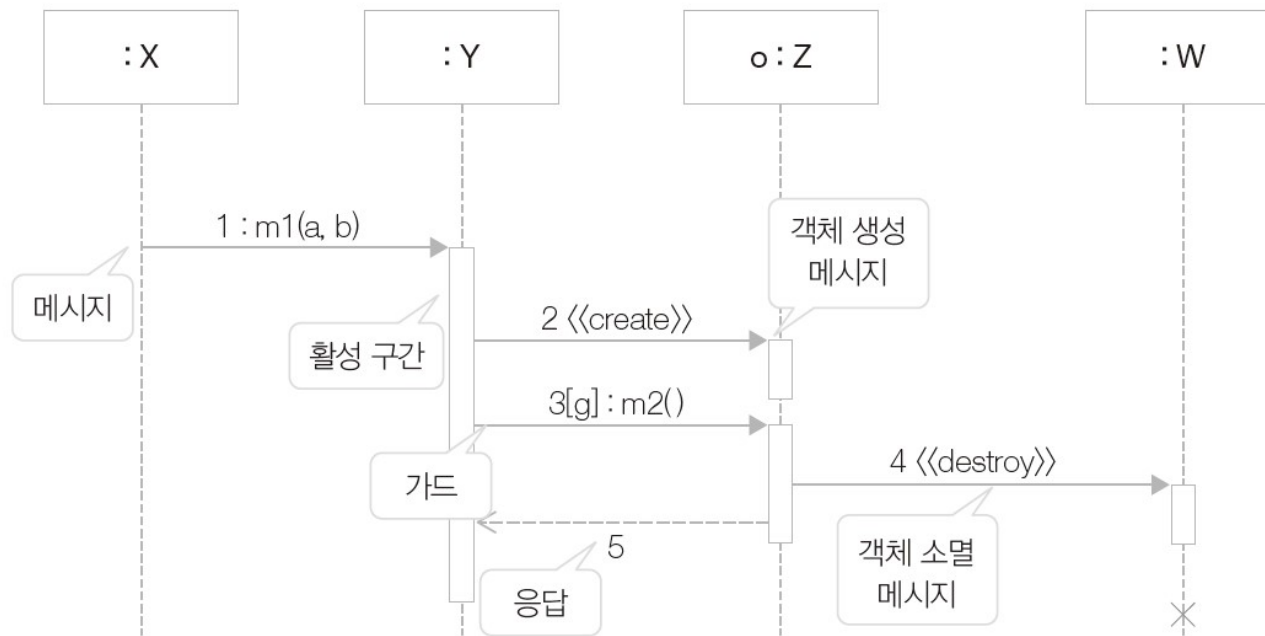 : X
: Y
o : Z
: W
1 : m1(a, b)
객체 생성
메시지
메시지
2 《create》
활성 구간
3[g] : m2( )
4 《destroy》
가드
5
객체 소멸
메시지
응답